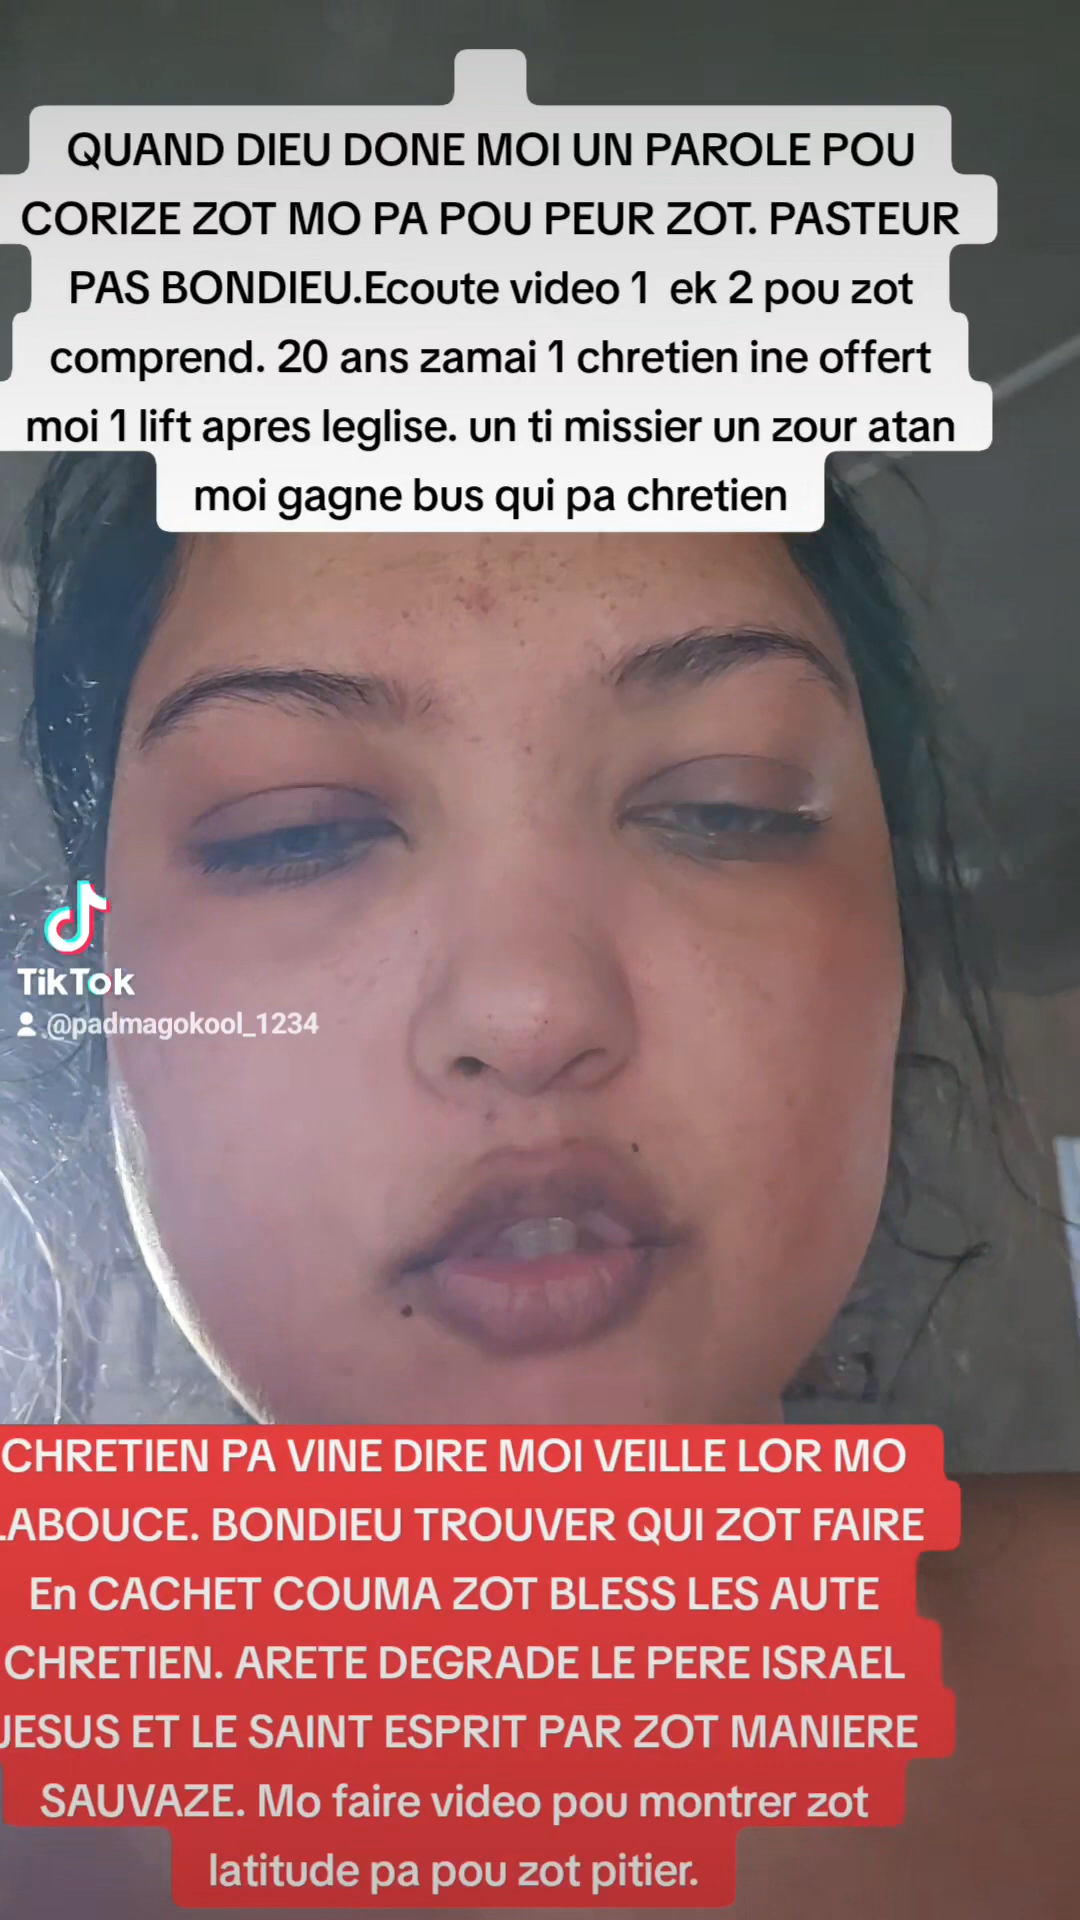 QUAND DIEU DONE MOI UN PAROLE POU
CORIZE ZOT MO PA POU PEUR ZOT. PASTEUR
PAS BONDIEU.Ecoute video 1 ek 2 pou zot
comprend. 20 ans zamai 1 chretien ine offert
moi 1 lift apres leglise. un ti missier un zour atan
moi gagne bus qui pa chretien
TikTok
@padmagokool_1234
CHRETIEN PA VINE DIRE MOI VEILLE LOR MO
LABOUCE. BONDIEU TROUVER QUI ZOT FAIRE
En CACHET COUMA ZOT BLESS LES AUTE
CHRETIEN. ARETE DEGRADE LE PERE ISRAEL
JESUS ET LE SAINT ESPRIT PAR ZOT MANIERE
SAUVAZE. Mo faire video pou montrer zot
latitude pa pou zot pitier.